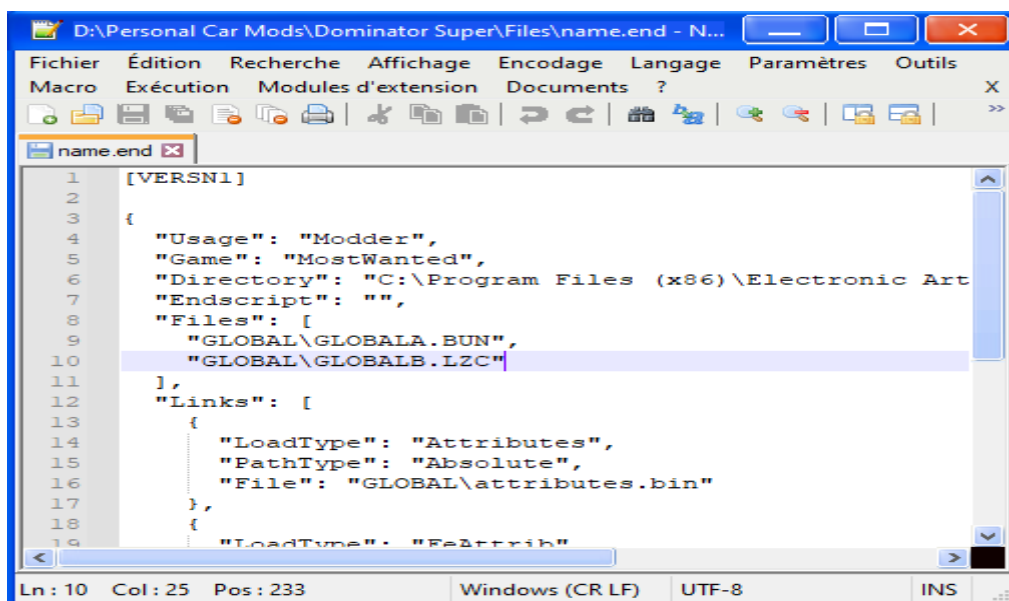 D:\Personal Car Mods\Dominator Super\Files\name.end - N...
Fichier Édition Recherche Affichage Encodage Langage Paramètres Outils
Macro Exécution Modules d'extension Documents ? X
name.end
1 [VERSN1]
2
3 {
4 "Usage": "Modder",
5 "Game": "MostWanted",
6 "Directory": "C:\Program Files (x86)\Electronic Art
7 "Endscript": "",
8 "Files": [
9 "GLOBAL\GLOBALA.BUN",
10 "GLOBAL\GLOBALB.LZC"
11 ],
12 "Links": [
13 {
14 "LoadType": "Attributes",
15 "PathType": "Absolute",
16 "File": "GLOBAL\attributes.bin"
17 },
18 {
19 "LoadType": "FeAttrib"
Ln : 10 Col : 25 Pos : 233 Windows (CR LF) UTF-8 INS